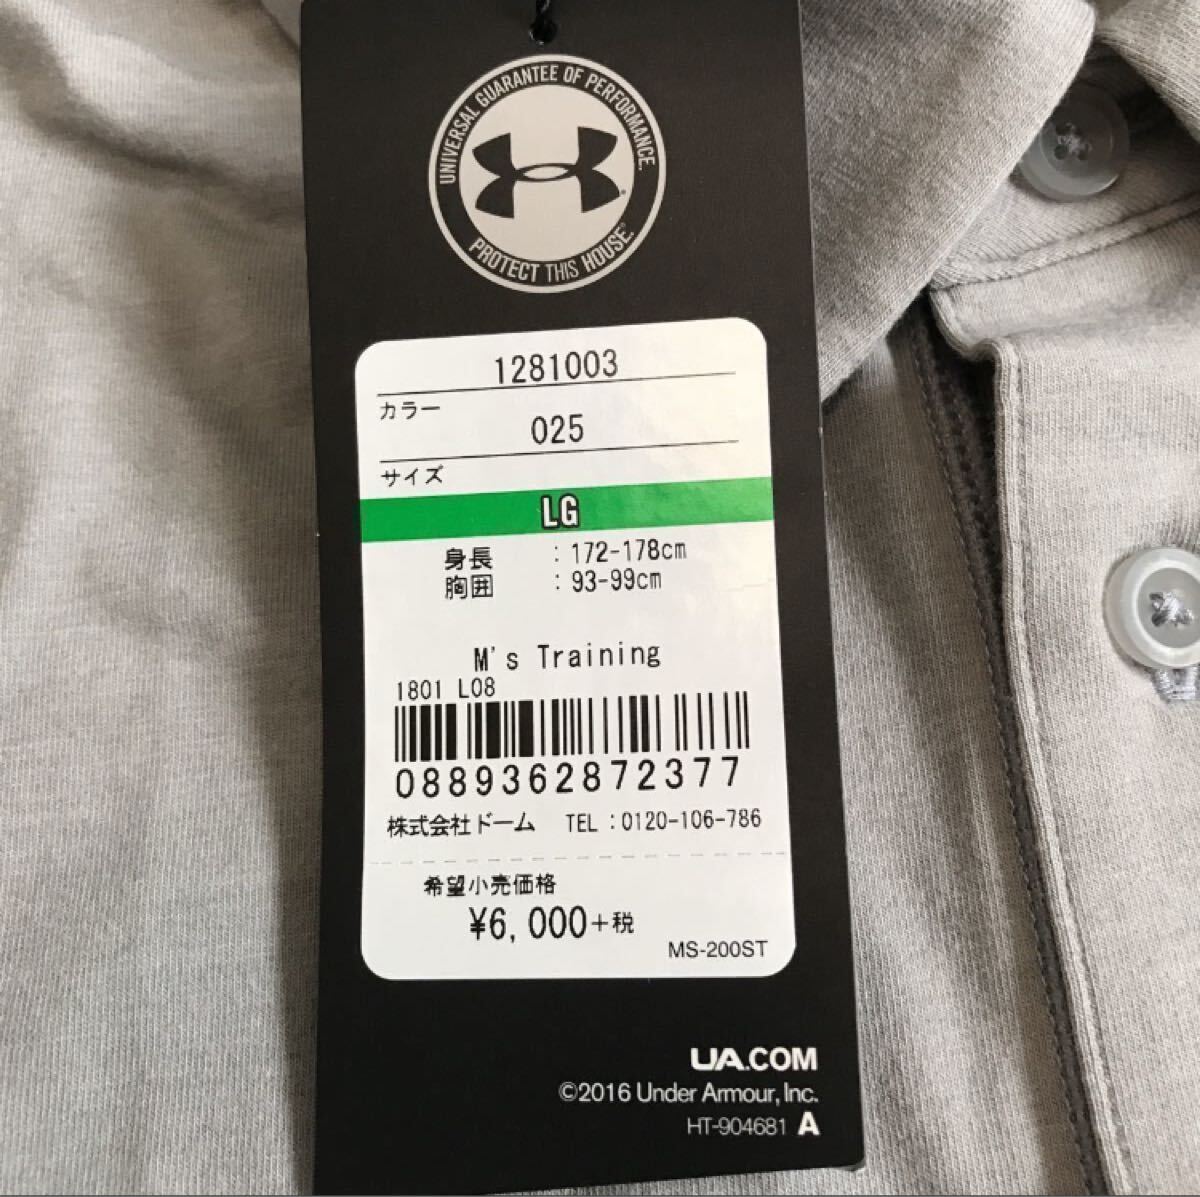 UNIVERSAL GUARANTEE OF PERFORMANCE.
PROTECT THIS HOUSE.
1281003
カラー
025
サイズ
LG
身長 : 172-178cm
胸囲 : 93-99cm
M's Training
1801 L08
0889362872377
株式会社ドーム TEL:0120-106-786
希望小売価格
¥6,000+税
MS-200ST
UA.COM
©2016 Under Armour, Inc.
HT-904681 A